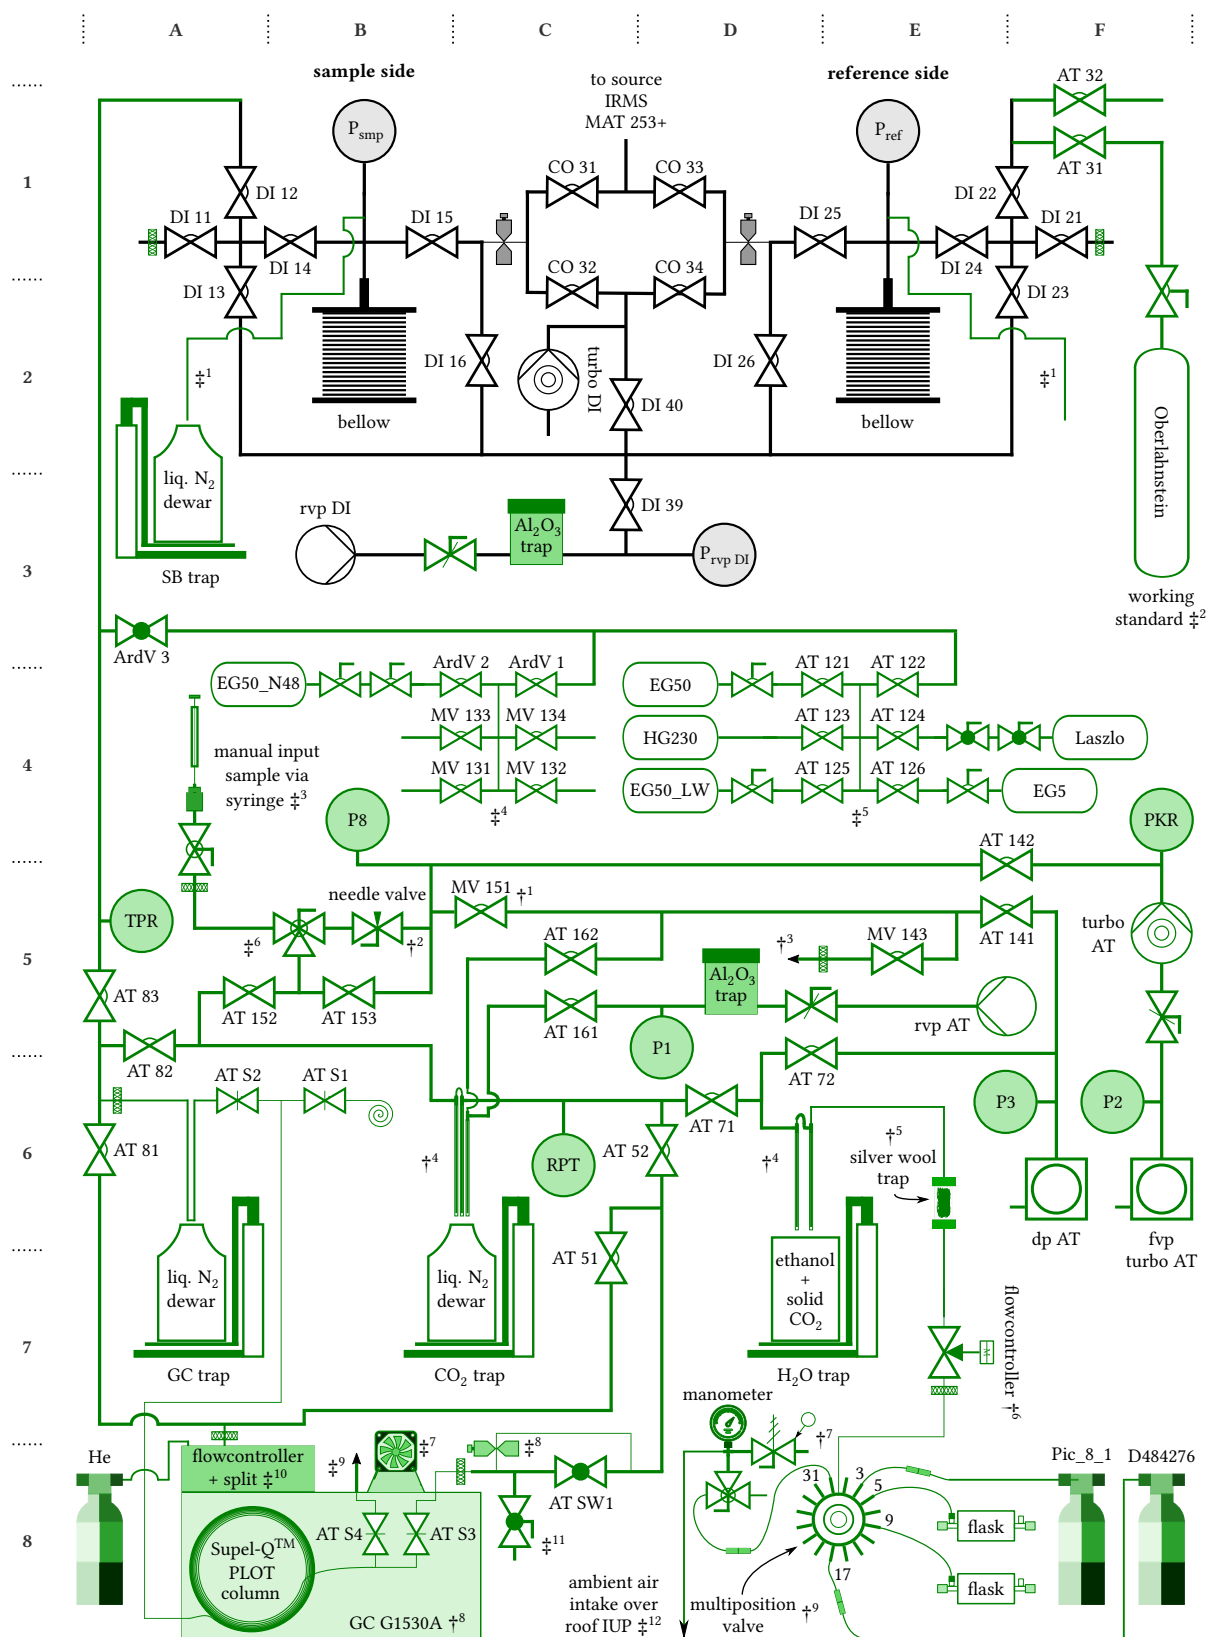 A B C D E F
sample side
to source
IRMS
MAT 253+
reference side
AT 32
P_smp
P_ref
AT 31
1
CO 31
CO 33
DI 12
DI 22
DI 11
DI 15
DI 25
DI 21
DI 14
DI 24
DI 13
CO 32
CO 34
DI 23
2
DI 16
turbo DI
DI 26
DI 40
‡1
‡1
bellow
bellow
Oberlahnstein
liq. N2
dewar
SB trap
3
rvp DI
Al2O3
trap
DI 39
P_rvp DI
working
standard ‡2
ArdV 3
EG50_N48
ArdV 2
ArdV 1
EG50
AT 121
AT 122
MV 133
MV 134
HG230
AT 123
AT 124
Laszlo
4
manual input
sample via
syringe ‡3
MV 131
MV 132
EG50_LW
AT 125
AT 126
EG5
‡4
‡5
P8
PKR
AT 142
needle valve
MV 151 †1
TPR
‡6
†2
AT 162
†3
MV 143
AT 141
turbo
AT
5
AT 83
AT 152
AT 153
AT 161
Al2O3
trap
rvp AT
P1
AT 82
AT 72
AT S2
AT S1
AT 71
P3
P2
6
AT 81
†4
RPT
AT 52
†4
†5
silver wool
trap
dp AT
fvp
turbo AT
AT 51
liq. N2
dewar
liq. N2
dewar
ethanol
+
solid
CO2
7
GC trap
CO2 trap
H2O trap
flowcontroller †6
manometer
†7
He
flowcontroller
+ split ‡10
‡9
‡7
‡8
AT SW1
31
3
5
9
17
Pic_8_1
D484276
8
AT S4
AT S3
Supel-Q™
PLOT
column
‡11
flask
flask
GC G1530A †8
ambient air
intake over
roof IUP ‡12
multiposition
valve
†9